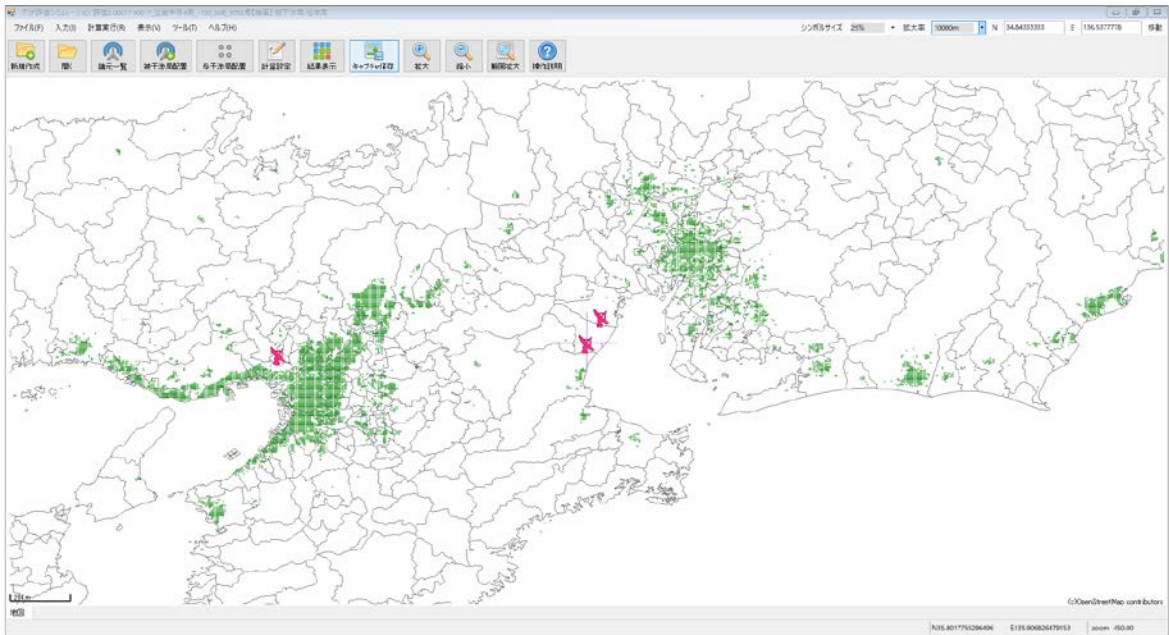 ファイル(F) 入力(I) 計算実行(R) 表示(V) ツール(T) ヘルプ(H)
シンボルサイズ 25% 拡大率 10000m N 34.84333333 E 136.5377778 移動
新規作成 開く 諸元一覧 被干渉局配置 与干渉局配置 計算設定 結果表示 キャプチャ保存 拡大 縮小 範囲拡大 操作説明
(c)OpenStreetMap contributors
地図
N35.8017755296496 E135.806826479153 zoom